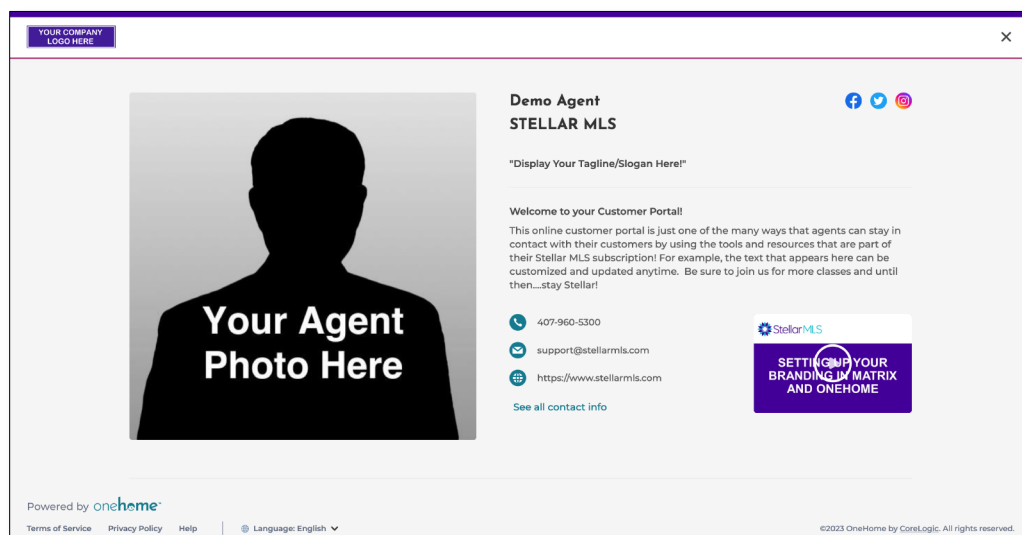 YOUR COMPANY
LOGO HERE
Demo Agent
STELLAR MLS
"Display Your Tagline/Slogan Here!"
Welcome to your Customer Portal!
This online customer portal is just one of the many ways that agents can stay in
contact with their customers by using the tools and resources that are part of
their Stellar MLS subscription! For example, the text that appears here can be
customized and updated anytime.  Be sure to join us for more classes and until
then....stay Stellar!
Your Agent
Photo Here
407-960-5300
support@stellarmls.com
https://www.stellarmls.com
See all contact info
StellarMLS
SETTING UP YOUR
BRANDING IN MATRIX
AND ONEHOME
Powered by onehome
Terms of Service Privacy Policy Help Language: English
©2023 OneHome by CoreLogic. All rights reserved.